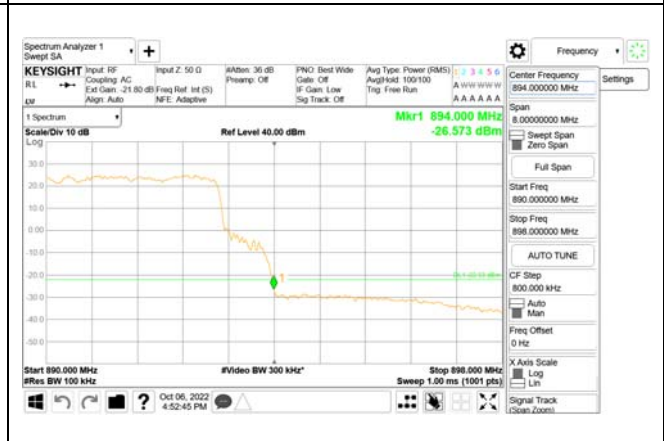 Spectrum Analyzer 1
Swept SA
Frequency
KEYSIGHT
RL
Input: RF
Coupling: AC
Ext Gain: -21.80 dB
Align: Auto
Input Z: 50 Ω
Freq Ref: Int (S)
NFE: Adaptive
#Atten: 36 dB
Preamp: Off
PNO: Best Wide
Gate: Off
IF Gain: Low
Sig Track: Off
Avg Type: Power (RMS)
Avg|Hold: 100/100
Trig: Free Run
1 2 3 4 5 6
A W W W W W
A A A A A A
1 Spectrum
Scale/Div 10 dB
Log
Ref Level 40.00 dBm
Mkr1 894.000000 MHz
-26.573 dBm
30.0
20.0
10.0
0.00
-10.0
-20.0
-30.0
-40.0
-50.0
1
Start 890.000 MHz
#Res BW 100 kHz
#Video BW 300 kHz*
Stop 898.000 MHz
Sweep 1.00 ms (1001 pts)
Oct 06, 2022
4:52:45 PM
Center Frequency
894.000000 MHz
Settings
Span
8.00000000 MHz
Swept Span
Zero Span
Full Span
Start Freq
890.000000 MHz
Stop Freq
898.000000 MHz
AUTO TUNE
CF Step
800.000 kHz
Auto
Man
Freq Offset
0 Hz
X Axis Scale
Log
Lin
Signal Track
(Span Zoom)